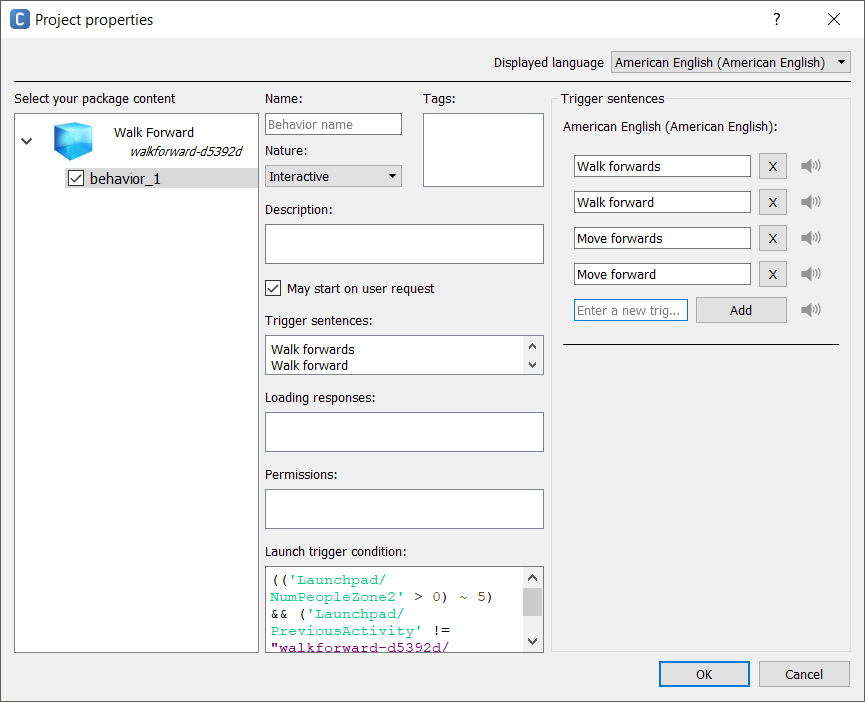 C Project properties
?
Displayed language American English (American English)
Select your package content
Walk Forward
walkforward-d5392d
behavior_1
Name:
Behavior name
Nature:
Interactive
Tags:
Description:
May start on user request
Trigger sentences:
Walk forwards
Walk forward
Loading responses:
Permissions:
Launch trigger condition:
(('Launchpad/
NumPeopleZone2' > 0) ~ 5)
&& ('Launchpad/
PreviousActivity' !=
"walkforward-d5392d/
Trigger sentences
American English (American English):
Walk forwards X
Walk forward X
Move forwards X
Move forward X
Enter a new trig... Add
OK Cancel